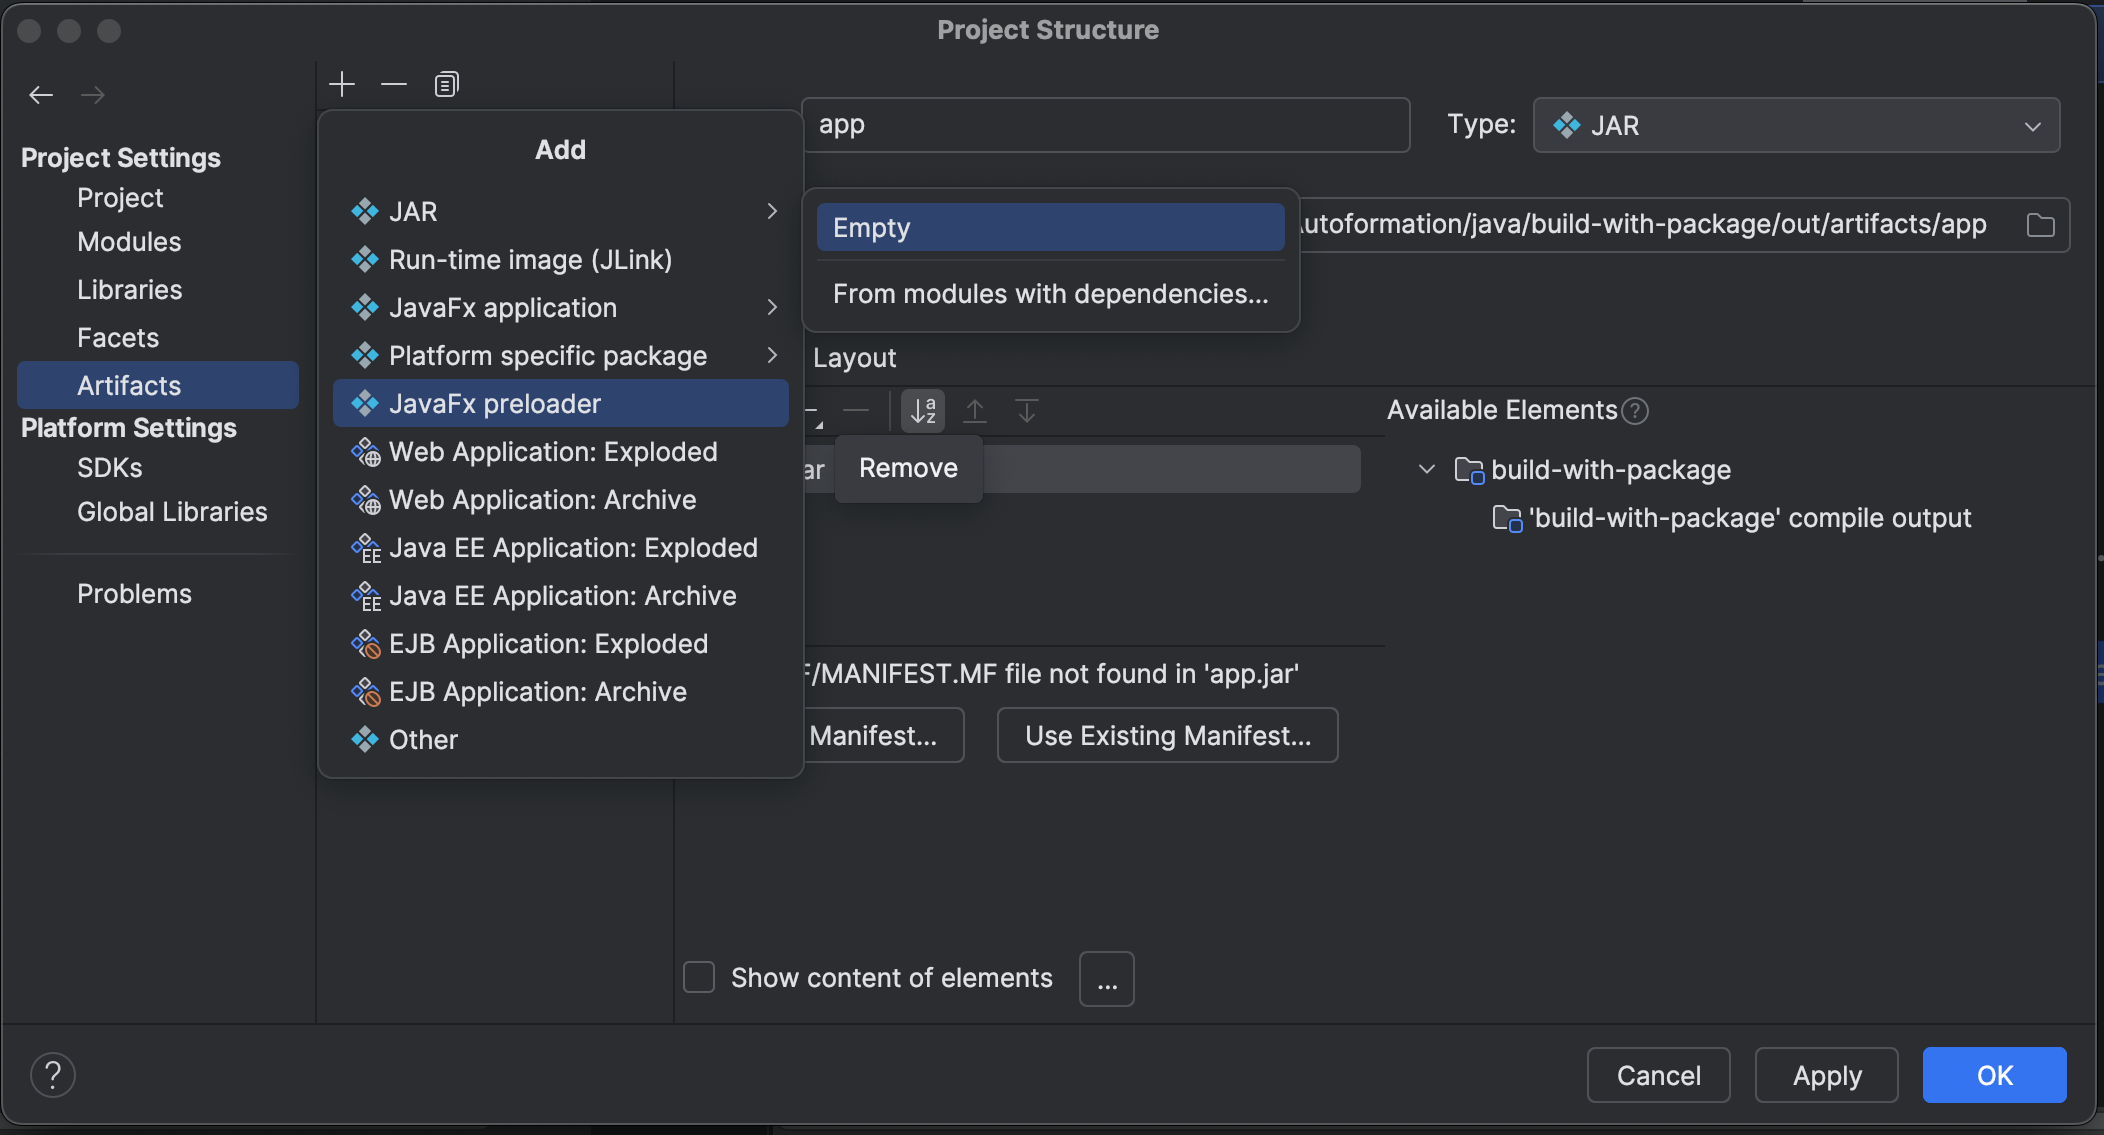 Project Structure
Project Settings
Project
Modules
Libraries
Facets
Artifacts
Platform Settings
SDKs
Global Libraries
Problems
Add
JAR
Run-time image (JLink)
JavaFx application
Platform specific package
JavaFx preloader
Web Application: Exploded
Web Application: Archive
Java EE Application: Exploded
Java EE Application: Archive
EJB Application: Exploded
EJB Application: Archive
Other
app
Type: JAR
Empty
From modules with dependencies...
utoformation/java/build-with-package/out/artifacts/app
Layout
Available Elements ?
ar
Remove
build-with-package
'build-with-package' compile output
F/MANIFEST.MF file not found in 'app.jar'
Manifest...
Use Existing Manifest...
Show content of elements ...
?
Cancel
Apply
OK